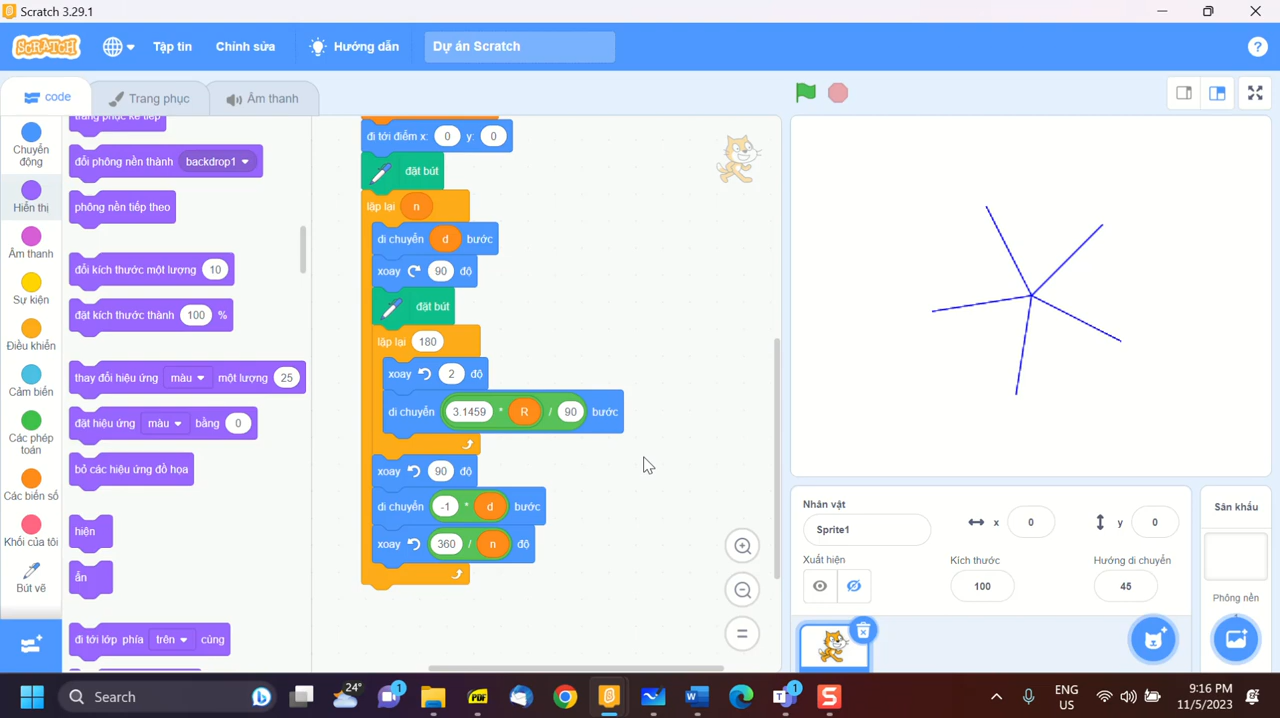 Scratch 3.29.1
SCRATCH
Tập tin
Chỉnh sửa
Hướng dẫn
Dự án Scratch
?
code
Trang phục
Âm thanh
Chuyển động
Hiển thị
Âm thanh
Sự kiện
Điều khiển
Cảm biến
Các phép toán
Các biến số
Khối của tôi
Bút vẽ
trang phục kế tiếp
đổi phông nền thành backdrop1
phông nền tiếp theo
đổi kích thước một lượng 10
đặt kích thước thành 100 %
thay đổi hiệu ứng màu một lượng 25
đặt hiệu ứng màu bằng 0
bỏ các hiệu ứng đồ họa
hiện
ẩn
đi tới lớp phía trên cùng
đi tới điểm x: 0 y: 0
đặt bút
lặp lại n
di chuyển d bước
xoay 90 độ
đặt bút
lặp lại 180
xoay 2 độ
di chuyển 3.1459 * R / 90 bước
xoay 90 độ
di chuyển -1 * d bước
xoay 360 / n độ
Nhân vật
Sprite1
x 0
y 0
Xuất hiện
Kích thước
100
Hướng di chuyển
45
Sân khấu
Phông nền
Search
24°
1
PDF
W
T
1
S
ENG
US
9:16 PM
11/5/2023